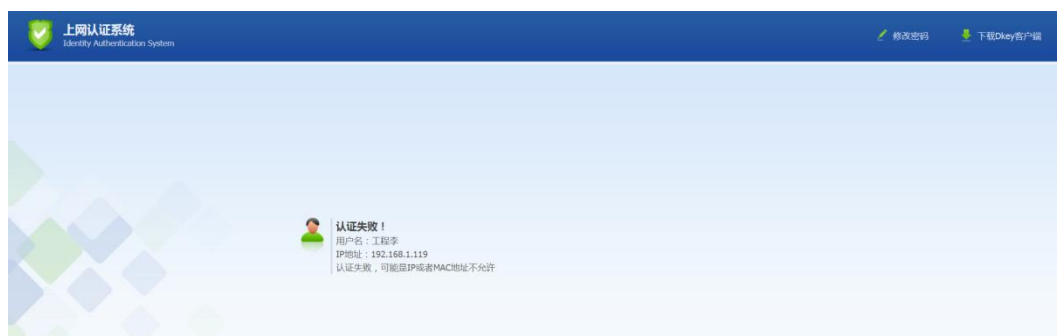 上网认证系统
Identity Authentication System
修改密码
下载Dkey客户端
认证失败！
用户名：工程李
IP地址：192.168.1.119
认证失败，可能是IP或者MAC地址不允许